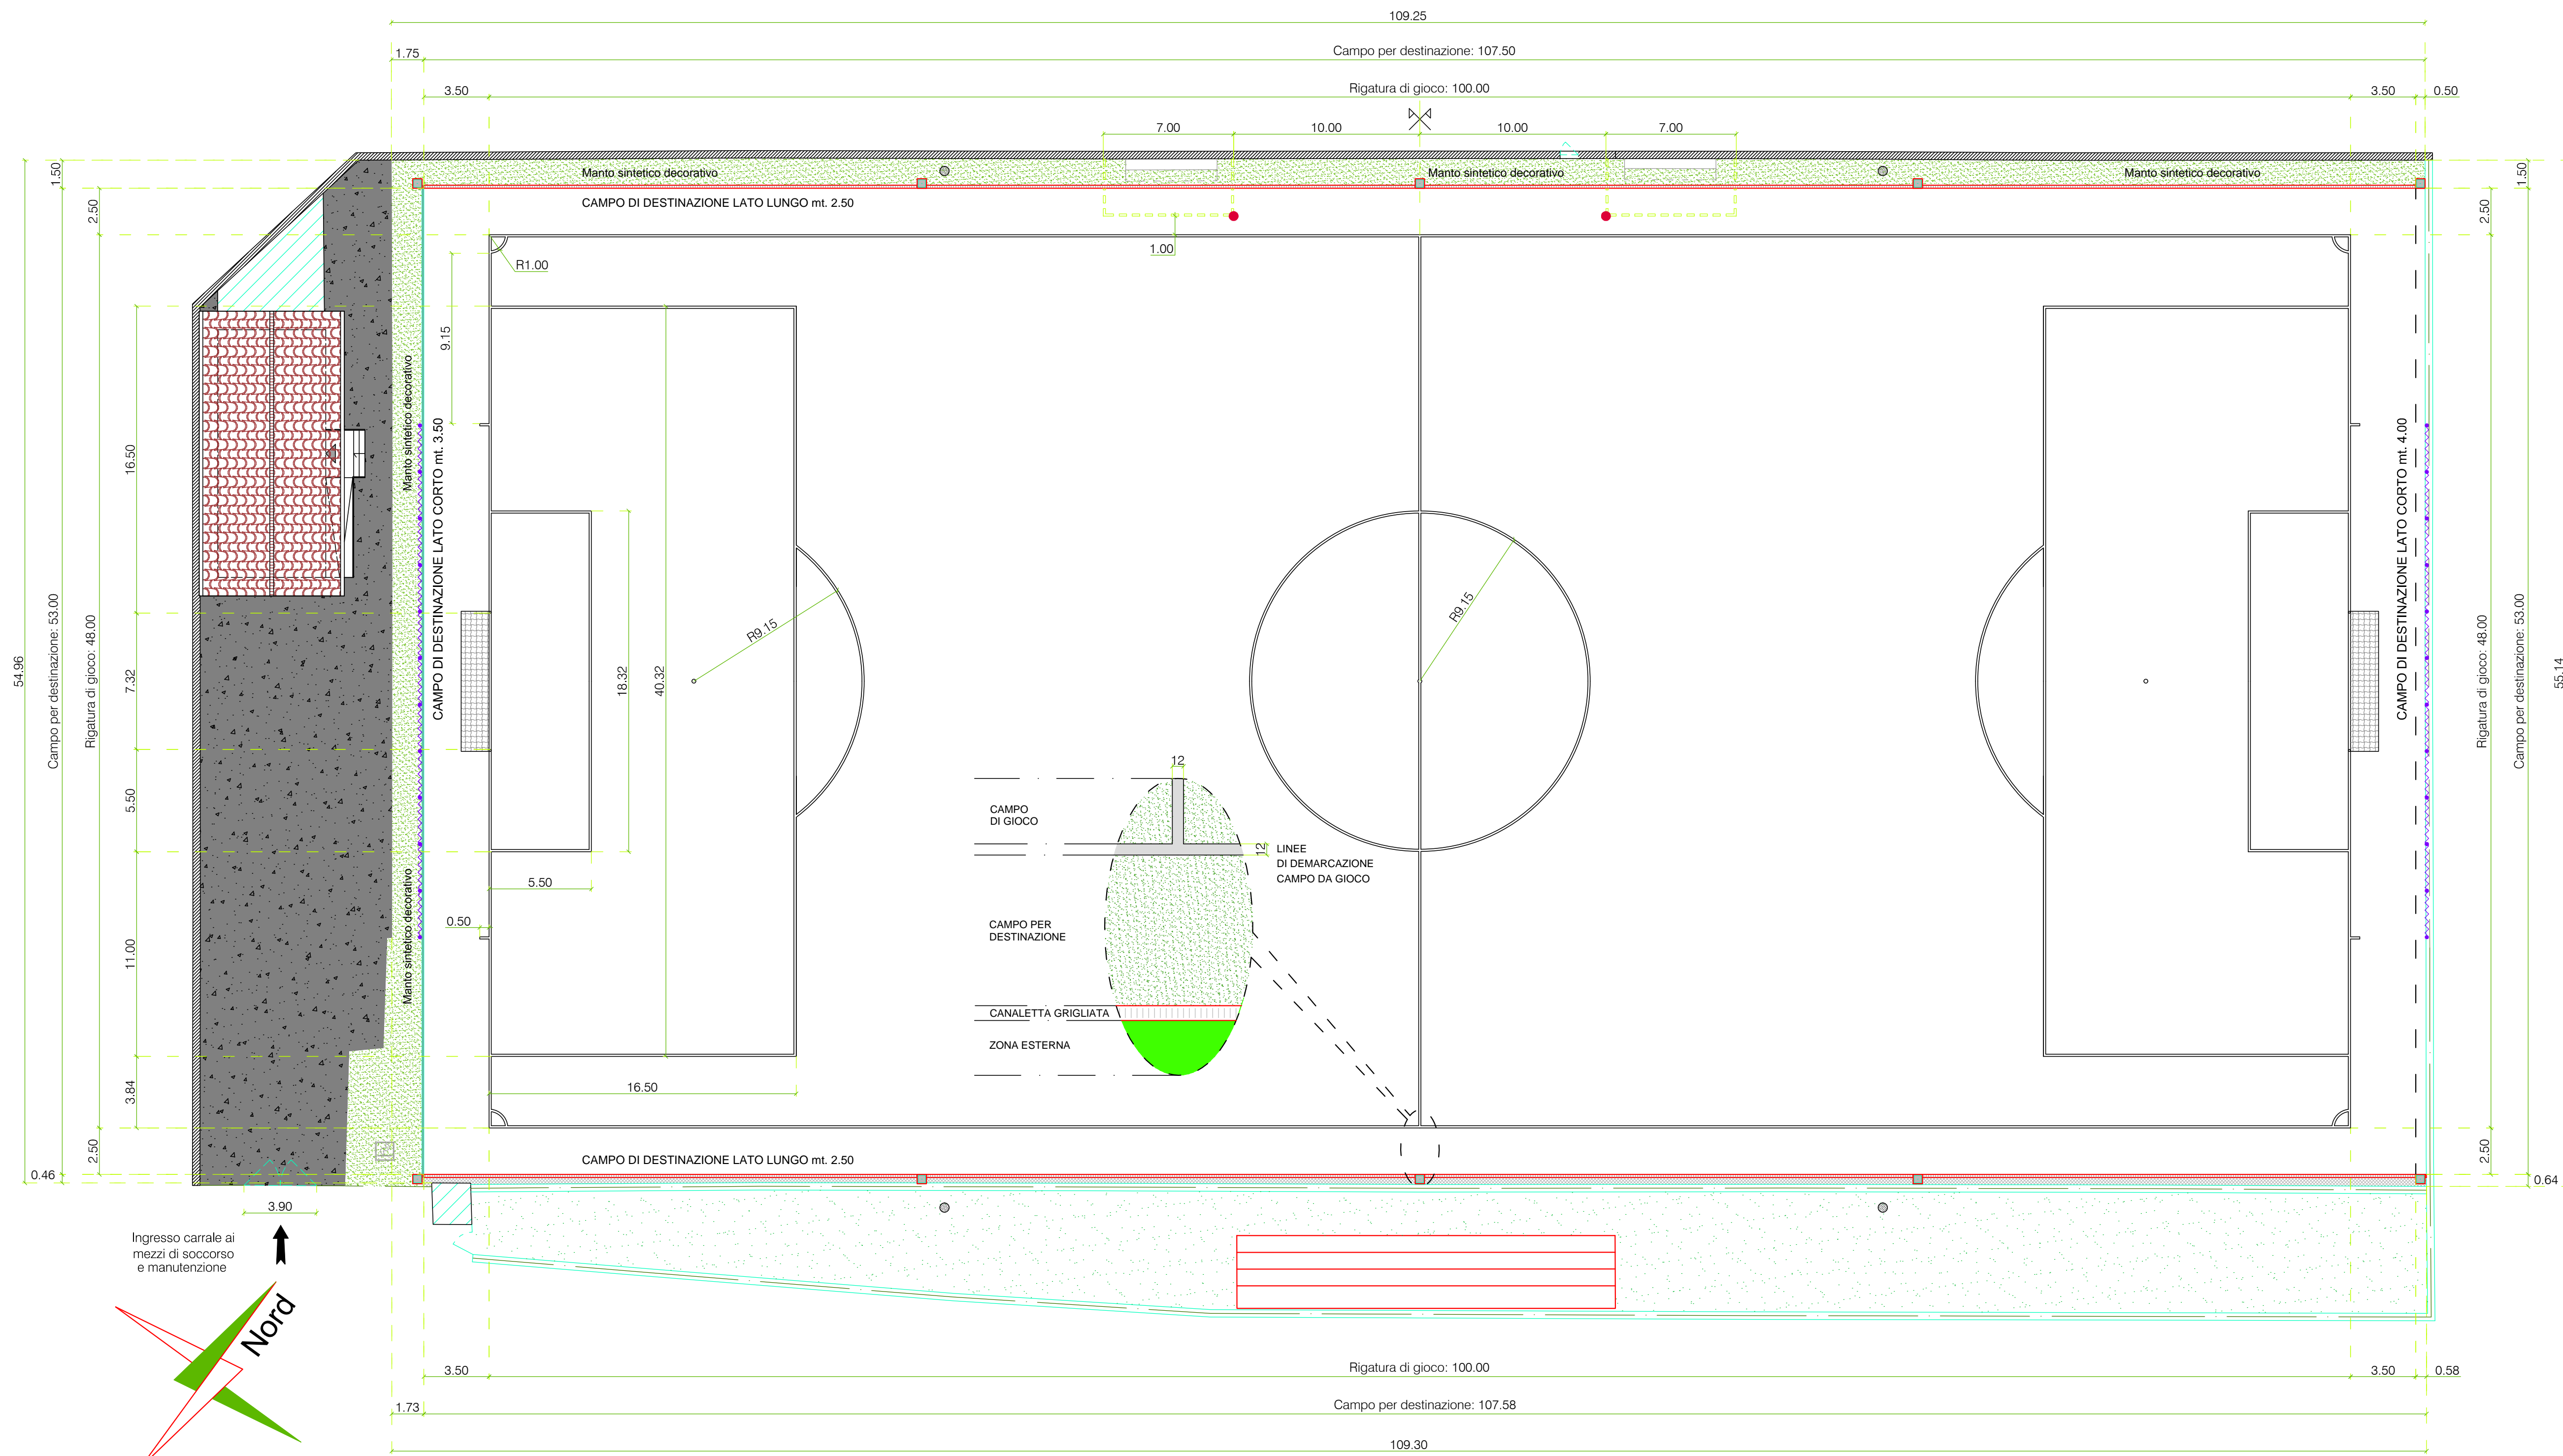 109.25
1.75
Campo per destinazione: 107.50
3.50
Rigatura di gioco: 100.00
3.50
0.50
7.00
10.00
10.00
7.00
1.50
1.50
Manto sintetico decorativo
Manto sintetico decorativo
Manto sintetico decorativo
2.50
CAMPO DI DESTINAZIONE LATO LUNGO mt. 2.50
2.50
1.00
R1.00
9.15
Manto sintetico decorativo
CAMPO DI DESTINAZIONE LATO CORTO mt. 3.50
CAMPO DI DESTINAZIONE LATO CORTO mt. 4.00
16.50
R9.15
R9.15
54.96
Campo per destinazione: 53.00
Rigatura di gioco: 48.00
7.32
18.32
40.32
Rigatura di gioco: 48.00
Campo per destinazione: 53.00
55.14
12
5.50
CAMPO
DI GIOCO
12
LINEE
DI DEMARCAZIONE
CAMPO DA GIOCO
5.50
0.50
CAMPO PER
DESTINAZIONE
11.00
Manto sintetico decorativo
CANALETTA GRIGLIATA
ZONA ESTERNA
16.50
3.84
2.50
2.50
CAMPO DI DESTINAZIONE LATO LUNGO mt. 2.50
0.46
0.64
3.90
Ingresso carrale ai
mezzi di soccorso
e manutenzione
Nord
3.50
Rigatura di gioco: 100.00
3.50
0.58
1.73
Campo per destinazione: 107.58
109.30